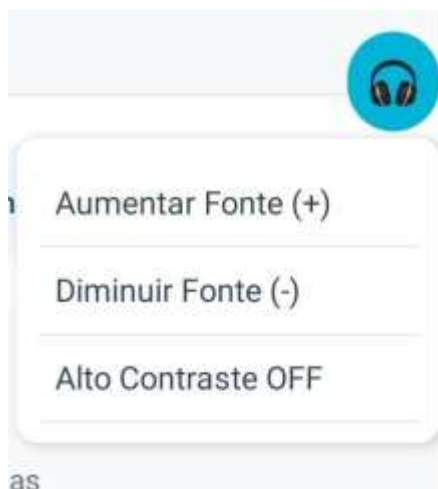 Aumentar Fonte (+)
Diminuir Fonte (-)
Alto Contraste OFF
as